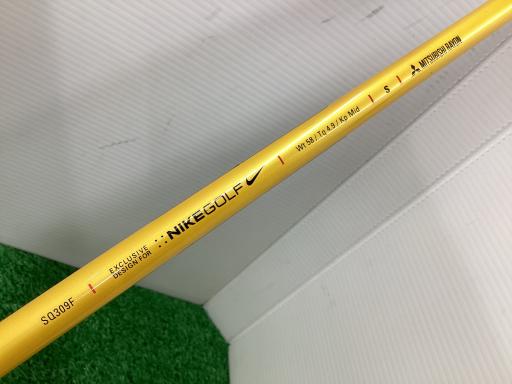 SQ309F
EXCLUSIVE
DESIGN FOR
NIKEGOLF
Wt 58 / Tq 4.9 / Kp Mid
S
MITSUBISHI RAYON